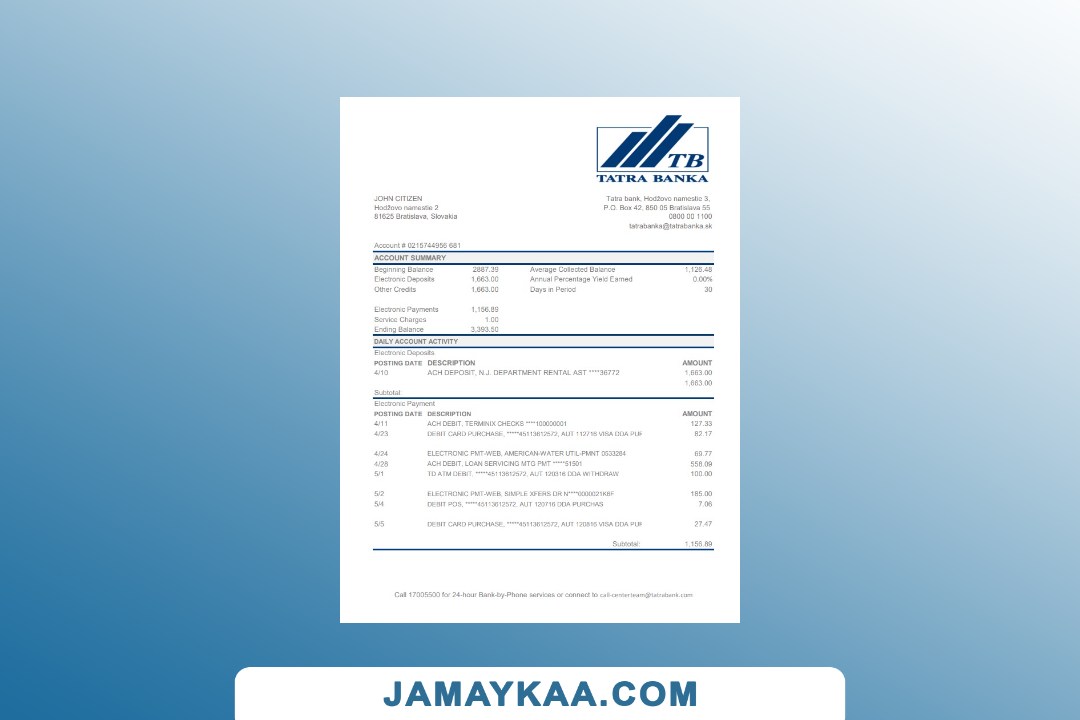 TB
TATRA BANKA
JOHN CITIZEN
Hodžovo namestie 2
81625 Bratislava, Slovakia
Tatra bank, Hodžovo namestie 3,
P.O. Box 42, 850 05 Bratislava 55
0800 00 1100
tatrabanka@tatrabanka.sk
Account # 0215744956 681
ACCOUNT SUMMARY
Beginning Balance 2887.39 Average Collected Balance 1,126.48
Electronic Deposits 1,663.00 Annual Percentage Yield Earned 0.00%
Other Credits 1,663.00 Days in Period 30
Electronic Payments 1,156.89
Service Charges 1.00
Ending Balance 3,393.50
DAILY ACCOUNT ACTIVITY
Electronic Deposits
POSTING DATE DESCRIPTION AMOUNT
4/10 ACH DEPOSIT, N.J. DEPARTMENT RENTAL AST ****36772 1,663.00
1,663.00
Subtotal:
Electronic Payment
POSTING DATE DESCRIPTION AMOUNT
4/11 ACH DEBIT, TERMINIX CHECKS ****100000001 127.33
4/23 DEBIT CARD PURCHASE, *****45113612572, AUT 112716 VISA DDA PUR 82.17
4/24 ELECTRONIC PMT-WEB, AMERICAN-WATER UTIL-PMNT 0503284 69.77
4/28 ACH DEBIT, LOAN SERVICING MTG PMT *****51501 558.09
5/1 TD ATM DEBIT, *****45113612572, AUT 120316 DDA WITHDRAW 100.00
5/2 ELECTRONIC PMT-WEB, SIMPLE XFERS DR N****0000021K6F 185.00
5/4 DEBIT POS, *****45113612572, AUT 120716 DDA PURCHAS 7.06
5/5 DEBIT CARD PURCHASE, *****45113612572, AUT 120816 VISA DDA PUR 27.47
Subtotal: 1,156.89
Call 17005500 for 24-hour Bank-by-Phone services or connect to call-centerteam@tatrabank.com
JAMAYKAA.COM